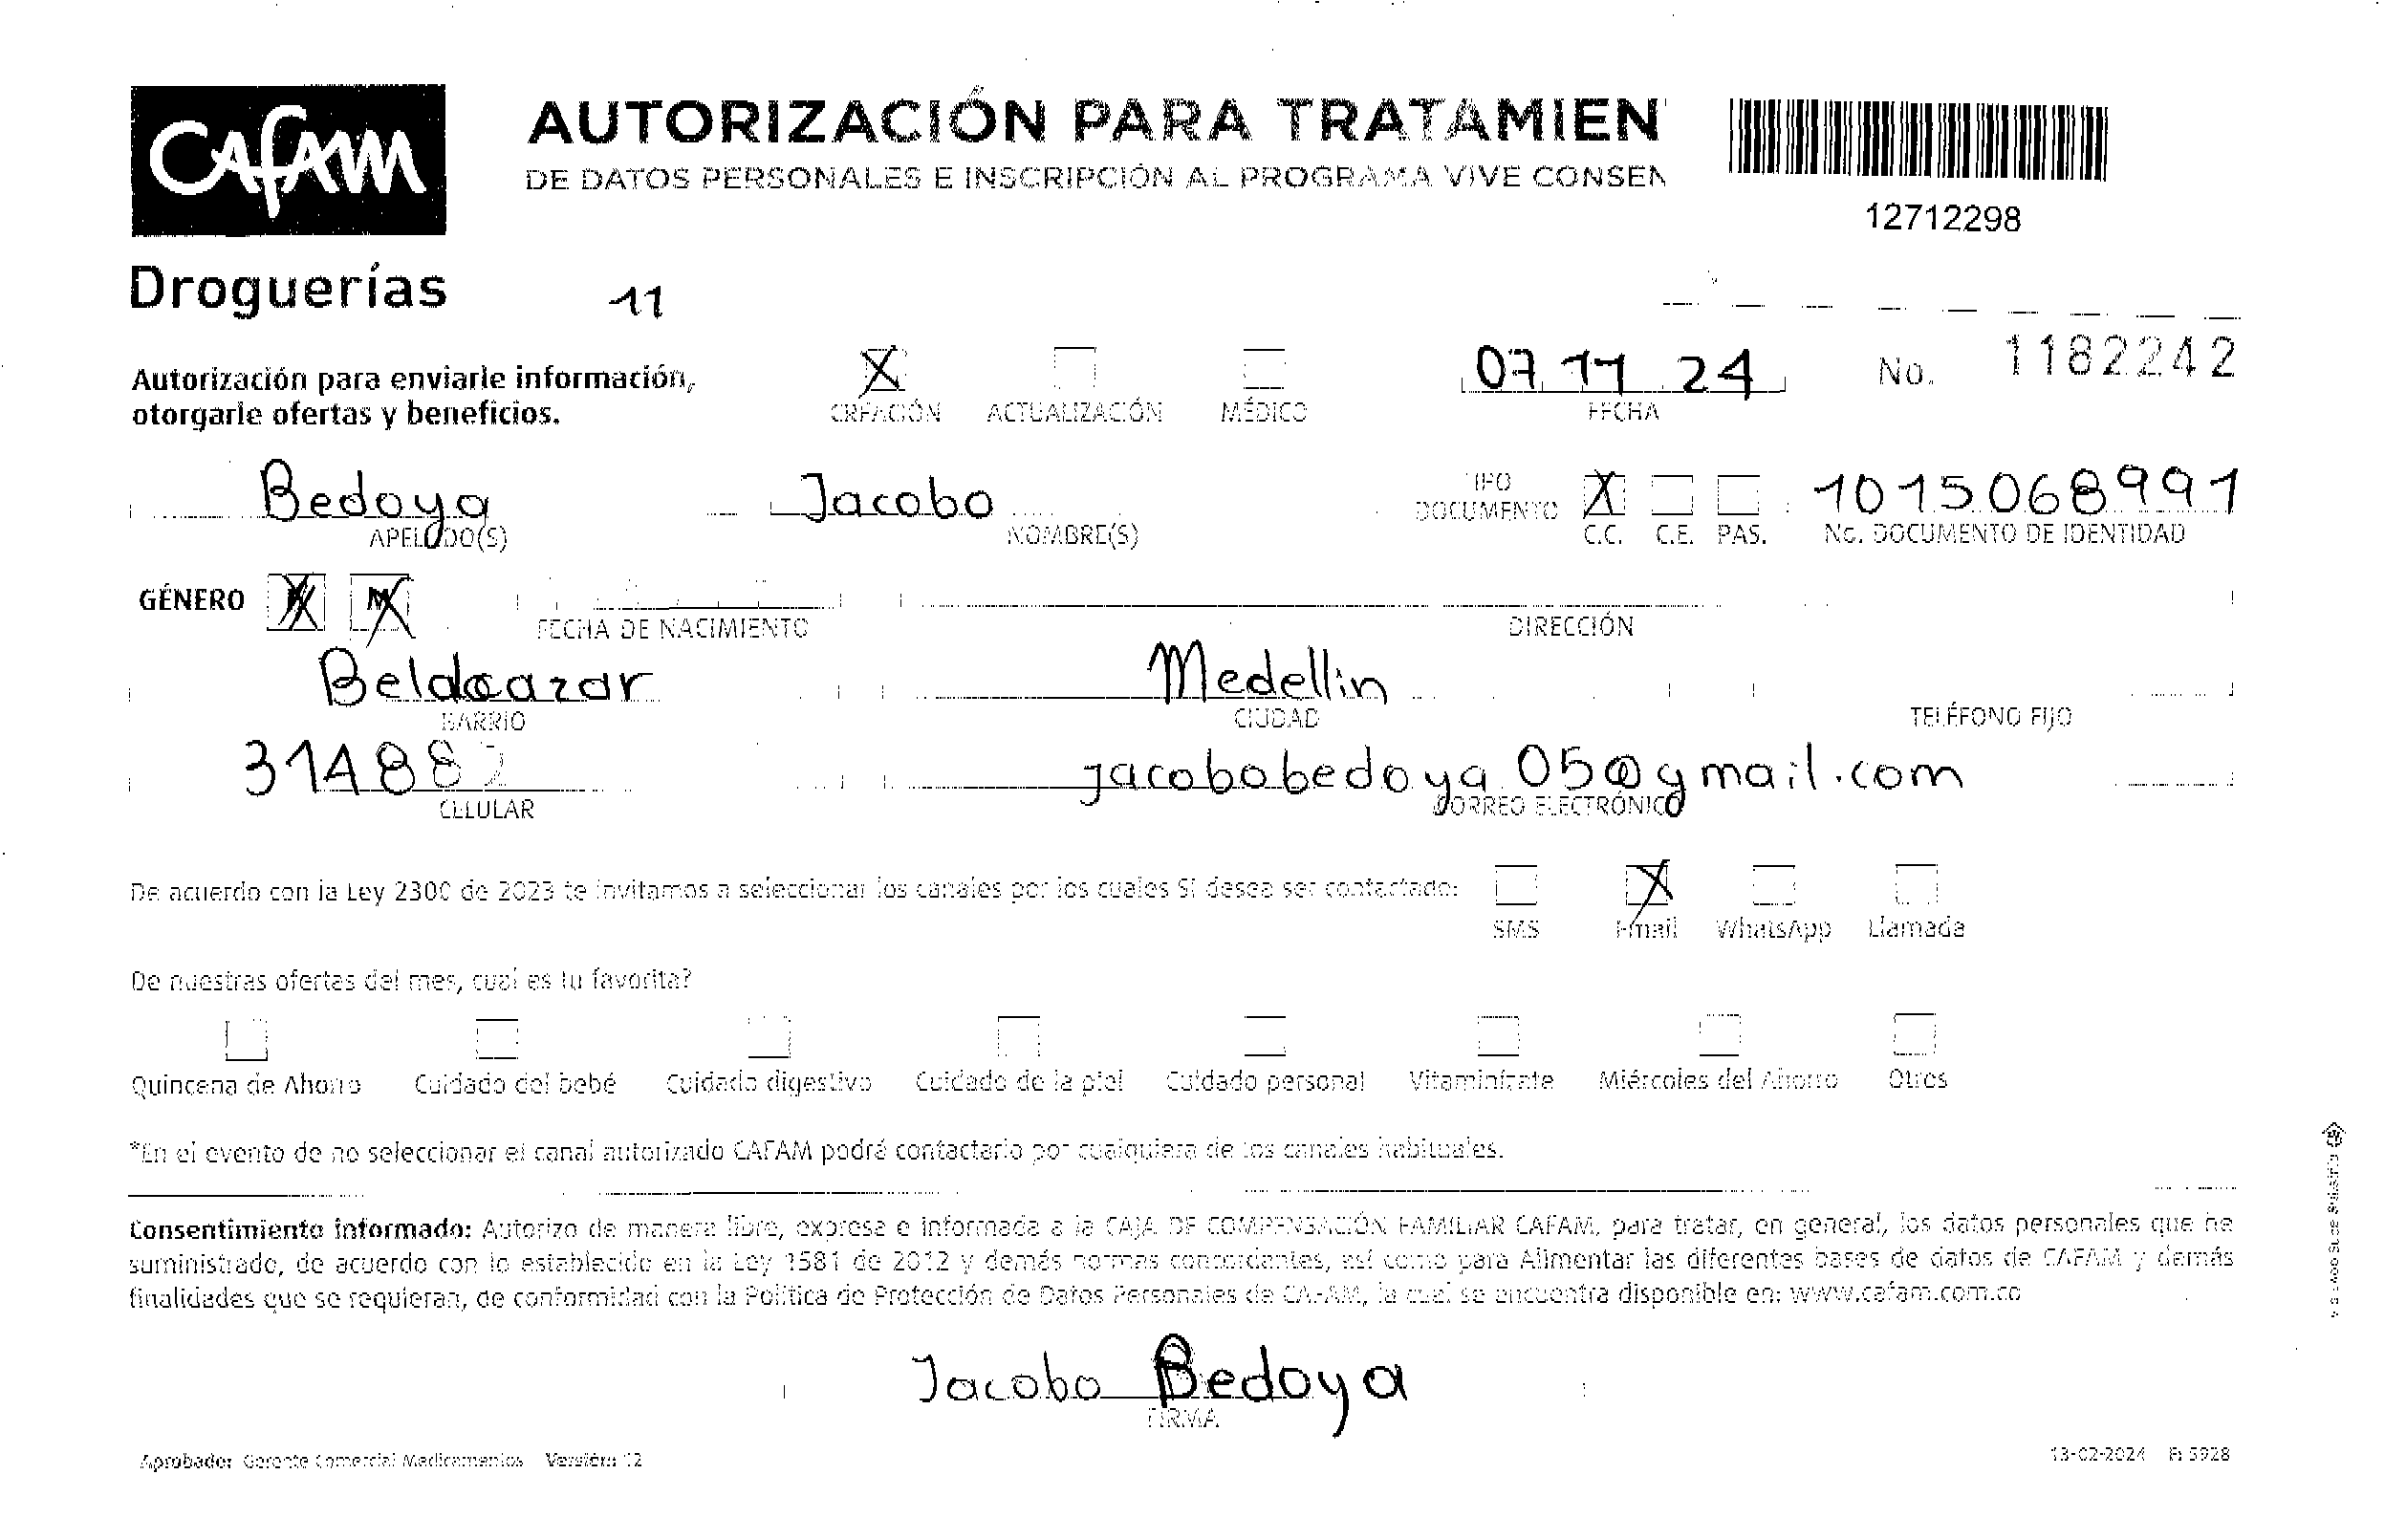 CAFAM
AUTORIZACIÓN PARA TRATAMIEN
DE DATOS PERSONALES E INSCRIPCIÓN AL PROGRAMA VIVE CONSEN
12712298
Droguerías
11
Autorización para enviarle información,
otorgarle ofertas y beneficios.
X CREACIÓN ACTUALIZACIÓN MÉDICO
07 11 24
FECHA
No. 1182242
Bedoya
APELLIDO(S)
Jacobo
NOMBRE(S)
TIPO DOCUMENTO X C.C. C.E. PAS.
1015068991
No. DOCUMENTO DE IDENTIDAD
GÉNERO M
FECHA DE NACIMIENTO
DIRECCIÓN
BARRIO
Medellin
CIUDAD
TELÉFONO FIJO
31488
CELULAR
jacobobedoya.05@gmail.com
CORREO ELECTRÓNICO
De acuerdo con la Ley 2300 de 2023 te invitamos a seleccionar los canales por los cuales SÍ desea ser contactado:
SMS X Email WhatsApp Llamada
De nuestras ofertas del mes, cuál es tu favorita?
Quincena de Ahorro Cuidado del bebé Cuidado digestivo Cuidado de la piel Cuidado personal Vitaminízate Miércoles del Ahorro Otros
*En el evento de no seleccionar el canal autorizado CAFAM podrá contactarlo por cualquiera de los canales habituales.
Consentimiento informado: Autorizo de manera libre, expresa e informada a la CAJA DE COMPENSACIÓN FAMILIAR CAFAM, para tratar, en general, los datos personales que he
suministrado, de acuerdo con lo establecido en la Ley 1581 de 2012 y demás normas concordantes, así como para Alimentar las diferentes bases de datos de CAFAM y demás
finalidades que se requieran, de conformidad con la Política de Protección de Datos Personales de CAFAM, la cual se encuentra disponible en: www.cafam.com.co
Jacobo Bedoya
FIRMA
Aprobador Gerente Comercial Medicamentos Versión: 12
13-02-2024 5928